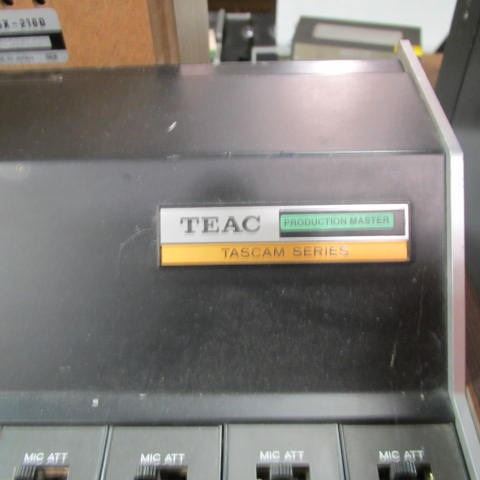 TEAC PRODUCTION MASTER
TASCAM SERIES
MIC ATT MIC ATT MIC ATT MIC ATT